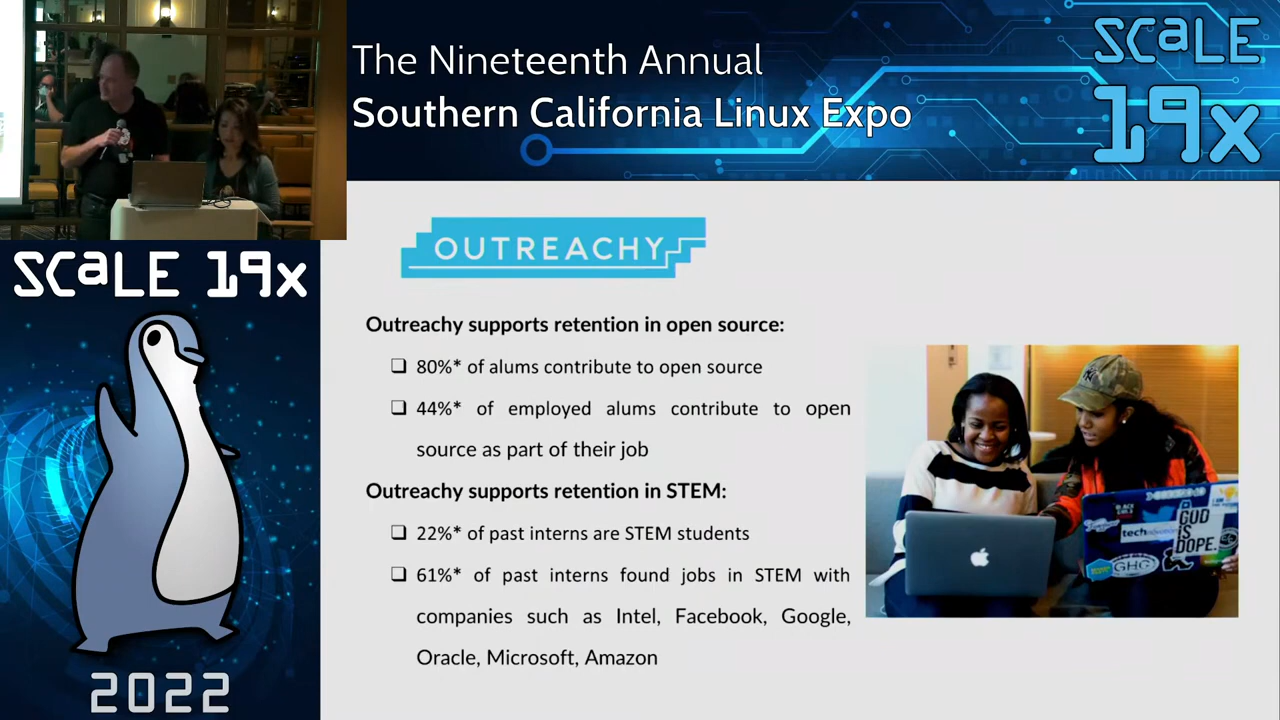 The Nineteenth Annual
Southern California Linux Expo
SCaLE
19x
SCaLE 19x
2022
OUTREACHY
Outreachy supports retention in open source:
❑ 80%* of alums contribute to open source
❑ 44%* of employed alums contribute to open
source as part of their job
Outreachy supports retention in STEM:
❑ 22%* of past interns are STEM students
❑ 61%* of past interns found jobs in STEM with
companies such as Intel, Facebook, Google,
Oracle, Microsoft, Amazon
GOD
IS
DOPE.
GHG